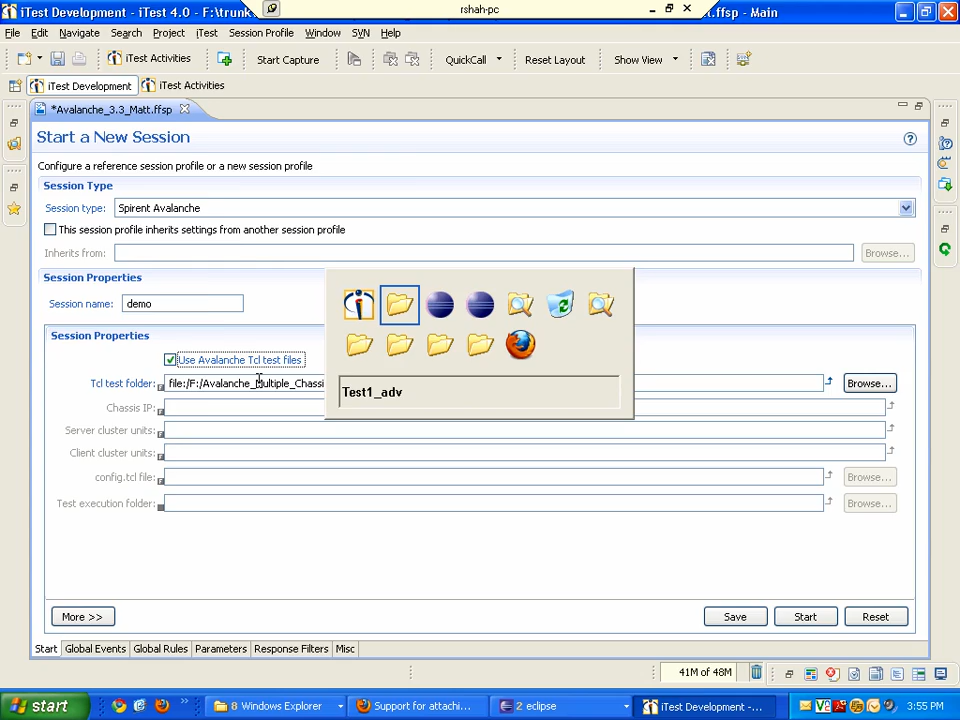 iTest Development - iTest 4.0 - F:\trunk
rshah-pc
.ffsp - Main
File Edit Navigate Search Project iTest Session Profile Window SVN Help
iTest Activities Start Capture QuickCall Reset Layout Show View
iTest Development iTest Activities
*Avalanche_3.3_Matt.ffsp
Start a New Session
Configure a reference session profile or a new session profile
Session Type
Session type: Spirent Avalanche
This session profile inherits settings from another session profile
Inherits from: Browse...
Session Properties
Session name: demo
Session Properties
Use Avalanche Tcl test files
Tcl test folder: file:/F:/Avalanche_Multiple_Chassi Browse...
Test1_adv
Chassis IP:
Server cluster units:
Client cluster units:
config.tcl file: Browse...
Test execution folder: Browse...
More >> Save Start Reset
Start Global Events Global Rules Parameters Response Filters Misc
41M of 48M
start 8 Windows Explorer Support for attachi... 2 eclipse iTest Development -... 3:55 PM